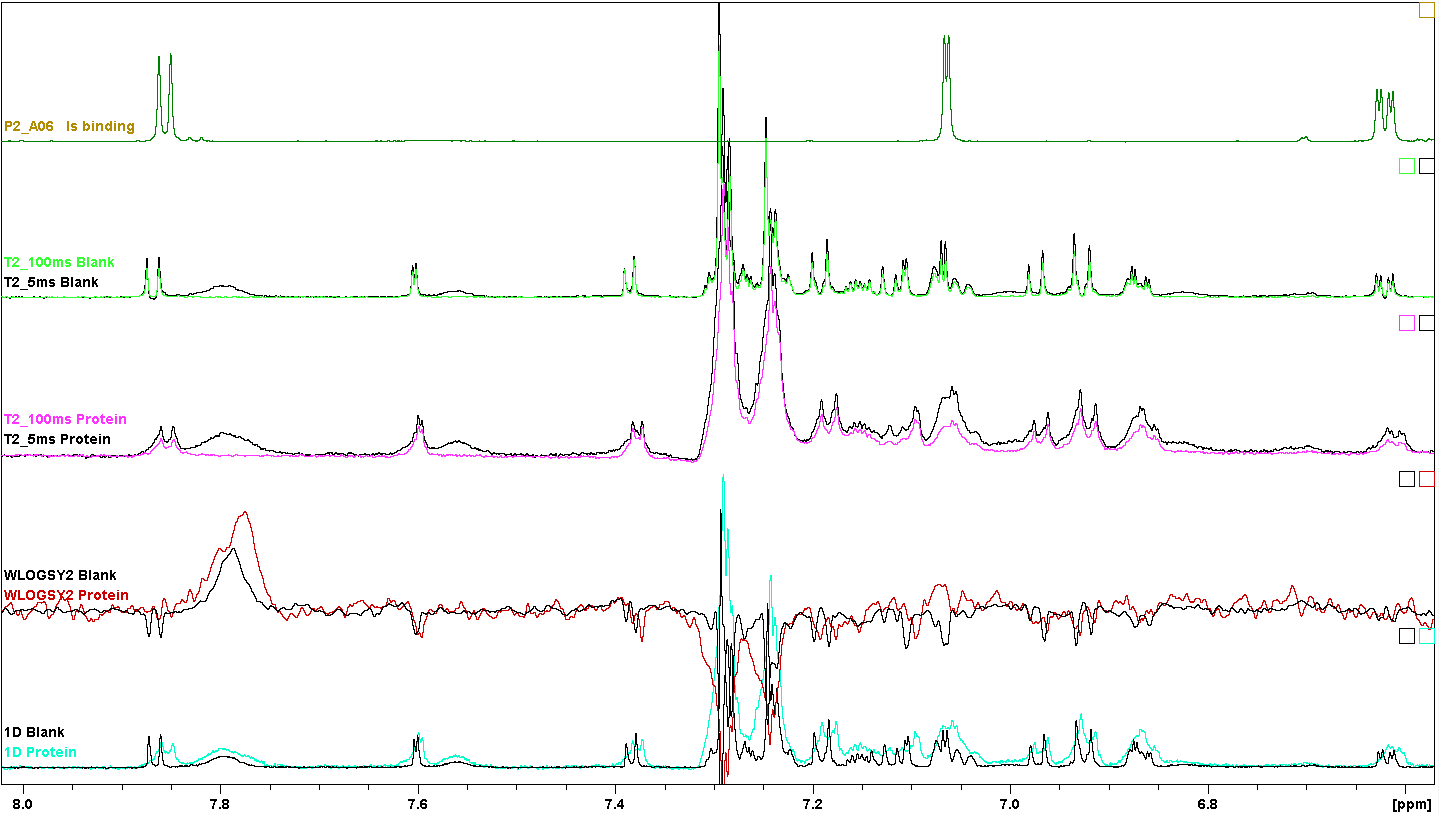 P2_A06 Is binding
T2_100ms Blank
T2_5ms Blank
T2_100ms Protein
T2_5ms Protein
WLOGSY2 Blank
WLOGSY2 Protein
1D Blank
1D Protein
8.0 7.8 7.6 7.4 7.2 7.0 6.8 [ppm]